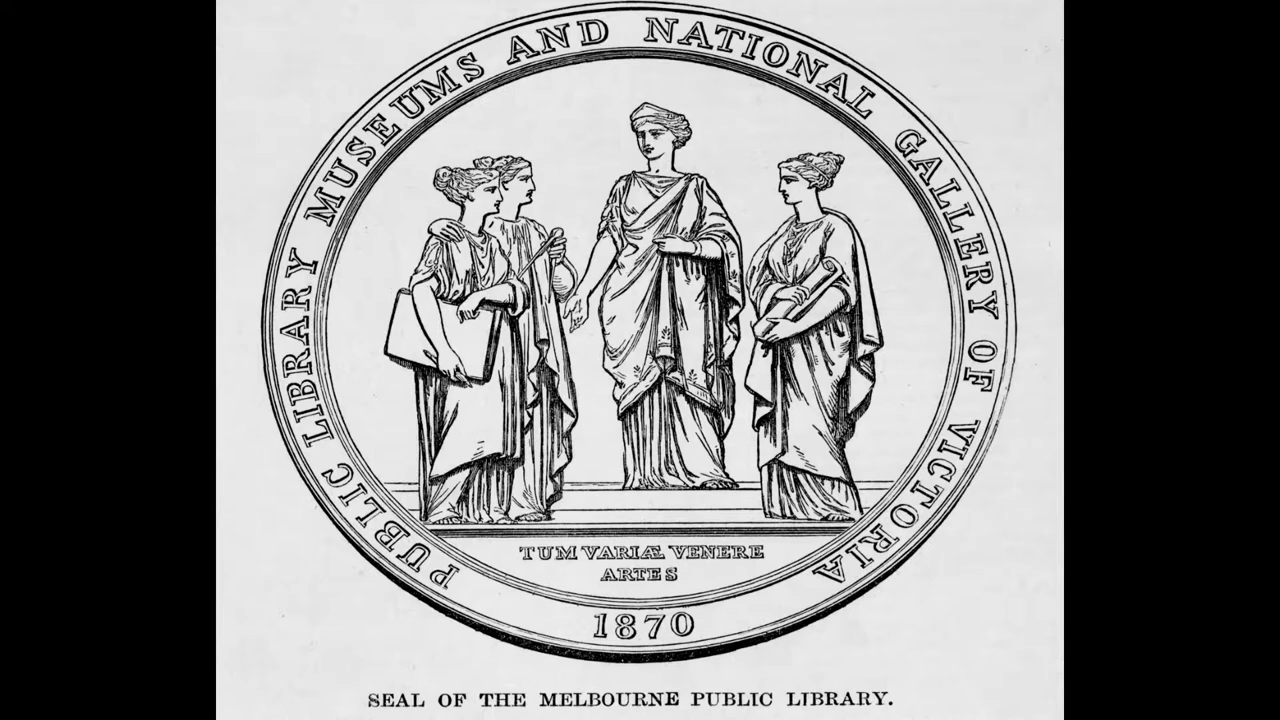 PUBLIC LIBRARY MUSEUMS AND NATIONAL GALLERY OF VICTORIA
TUM VARIÆ VENERE
ARTES
1870
SEAL OF THE MELBOURNE PUBLIC LIBRARY.